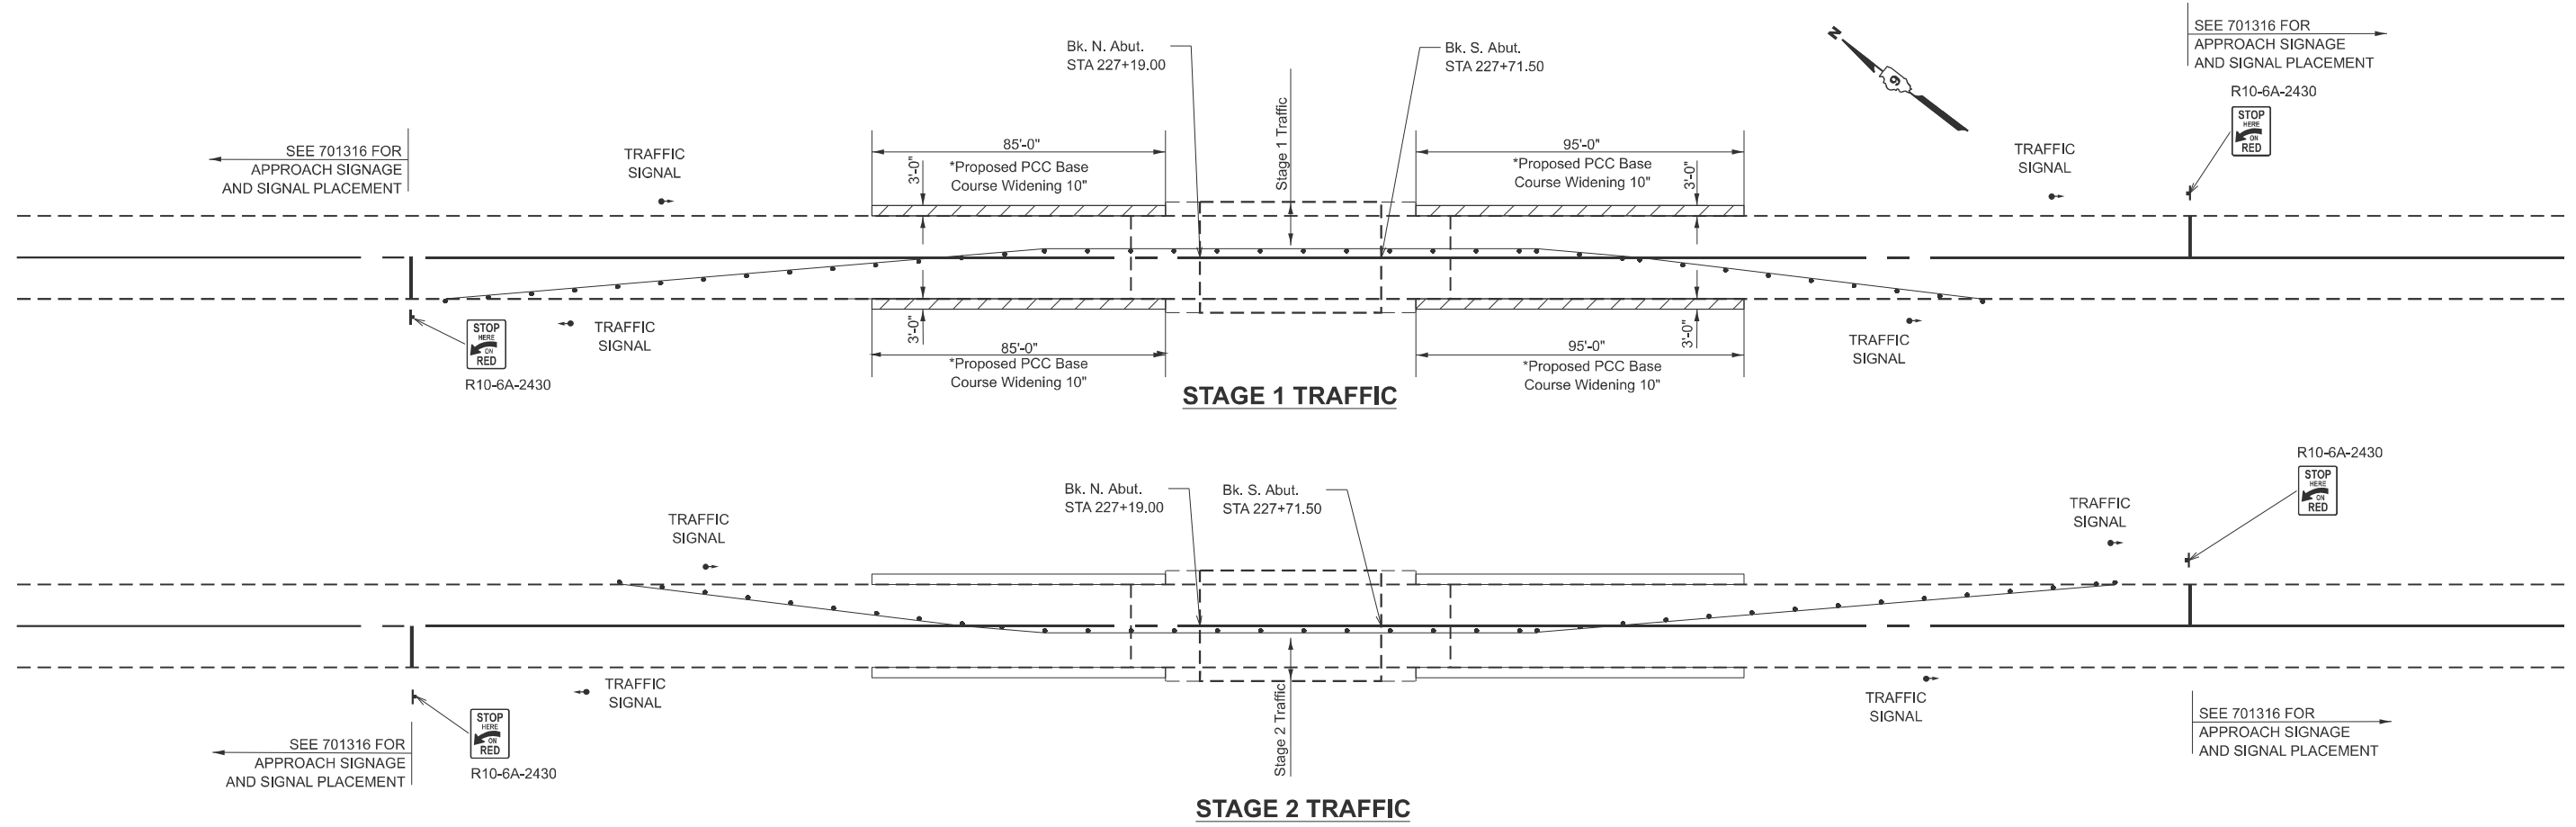 SEE 701316 FOR
APPROACH SIGNAGE
AND SIGNAL PLACEMENT
TRAFFIC
SIGNAL
85'-0"
*Proposed PCC Base
Course Widening 10"
3'-0"
Bk. N. Abut.
STA 227+19.00
Stage 1 Traffic
Bk. S. Abut.
STA 227+71.50
95'-0"
*Proposed PCC Base
Course Widening 10"
3'-0"
N
9
TRAFFIC
SIGNAL
SEE 701316 FOR
APPROACH SIGNAGE
AND SIGNAL PLACEMENT
R10-6A-2430
STOP
HERE
ON
RED
STOP
HERE
ON
RED
R10-6A-2430
TRAFFIC
SIGNAL
3'-0"
85'-0"
*Proposed PCC Base
Course Widening 10"
95'-0"
*Proposed PCC Base
Course Widening 10"
3'-0"
TRAFFIC
SIGNAL
STAGE 1 TRAFFIC
TRAFFIC
SIGNAL
Bk. N. Abut.
STA 227+19.00
Bk. S. Abut.
STA 227+71.50
TRAFFIC
SIGNAL
R10-6A-2430
STOP
HERE
ON
RED
SEE 701316 FOR
APPROACH SIGNAGE
AND SIGNAL PLACEMENT
STOP
HERE
ON
RED
R10-6A-2430
TRAFFIC
SIGNAL
Stage 2 Traffic
TRAFFIC
SIGNAL
SEE 701316 FOR
APPROACH SIGNAGE
AND SIGNAL PLACEMENT
STAGE 2 TRAFFIC